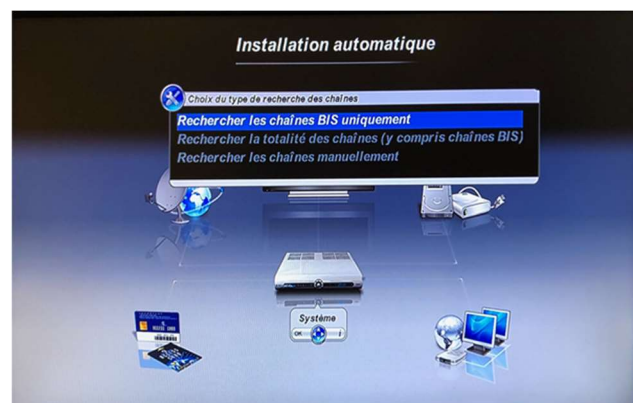 Installation automatique
Choix du type de recherche des chaînes
Rechercher les chaînes BIS uniquement
Rechercher la totalité des chaînes (y compris chaînes BIS)
Rechercher les chaînes manuellement
Système
OK